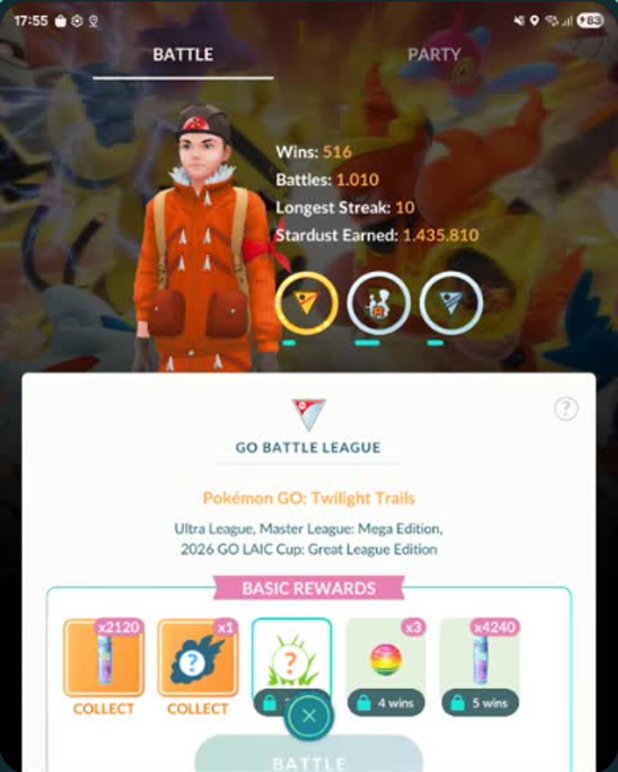 17:55
83
BATTLE
PARTY
Wins: 516
Battles: 1.010
Longest Streak: 10
Stardust Earned: 1.435.810
?
GO BATTLE LEAGUE
Pokémon GO: Twilight Trails
Ultra League, Master League: Mega Edition,
2026 GO LAIC Cup: Great League Edition
BASIC REWARDS
x2120
x1
x3
x4240
?
?
4 wins
5 wins
COLLECT
COLLECT
BATTLE